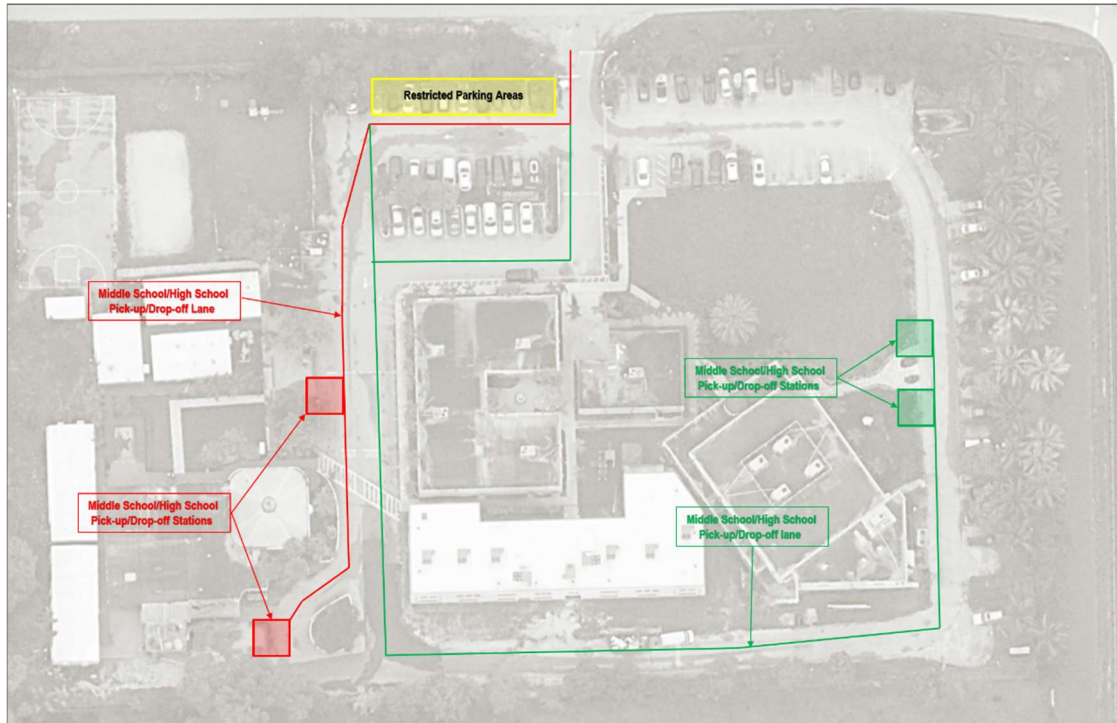 Restricted Parking Areas
Middle School/High School
Pick-up/Drop-off Lane
Middle School/High School
Pick-up/Drop-off Stations
Middle School/High School
Pick-up/Drop-off Stations
Middle School/High School
Pick-up/Drop-off lane